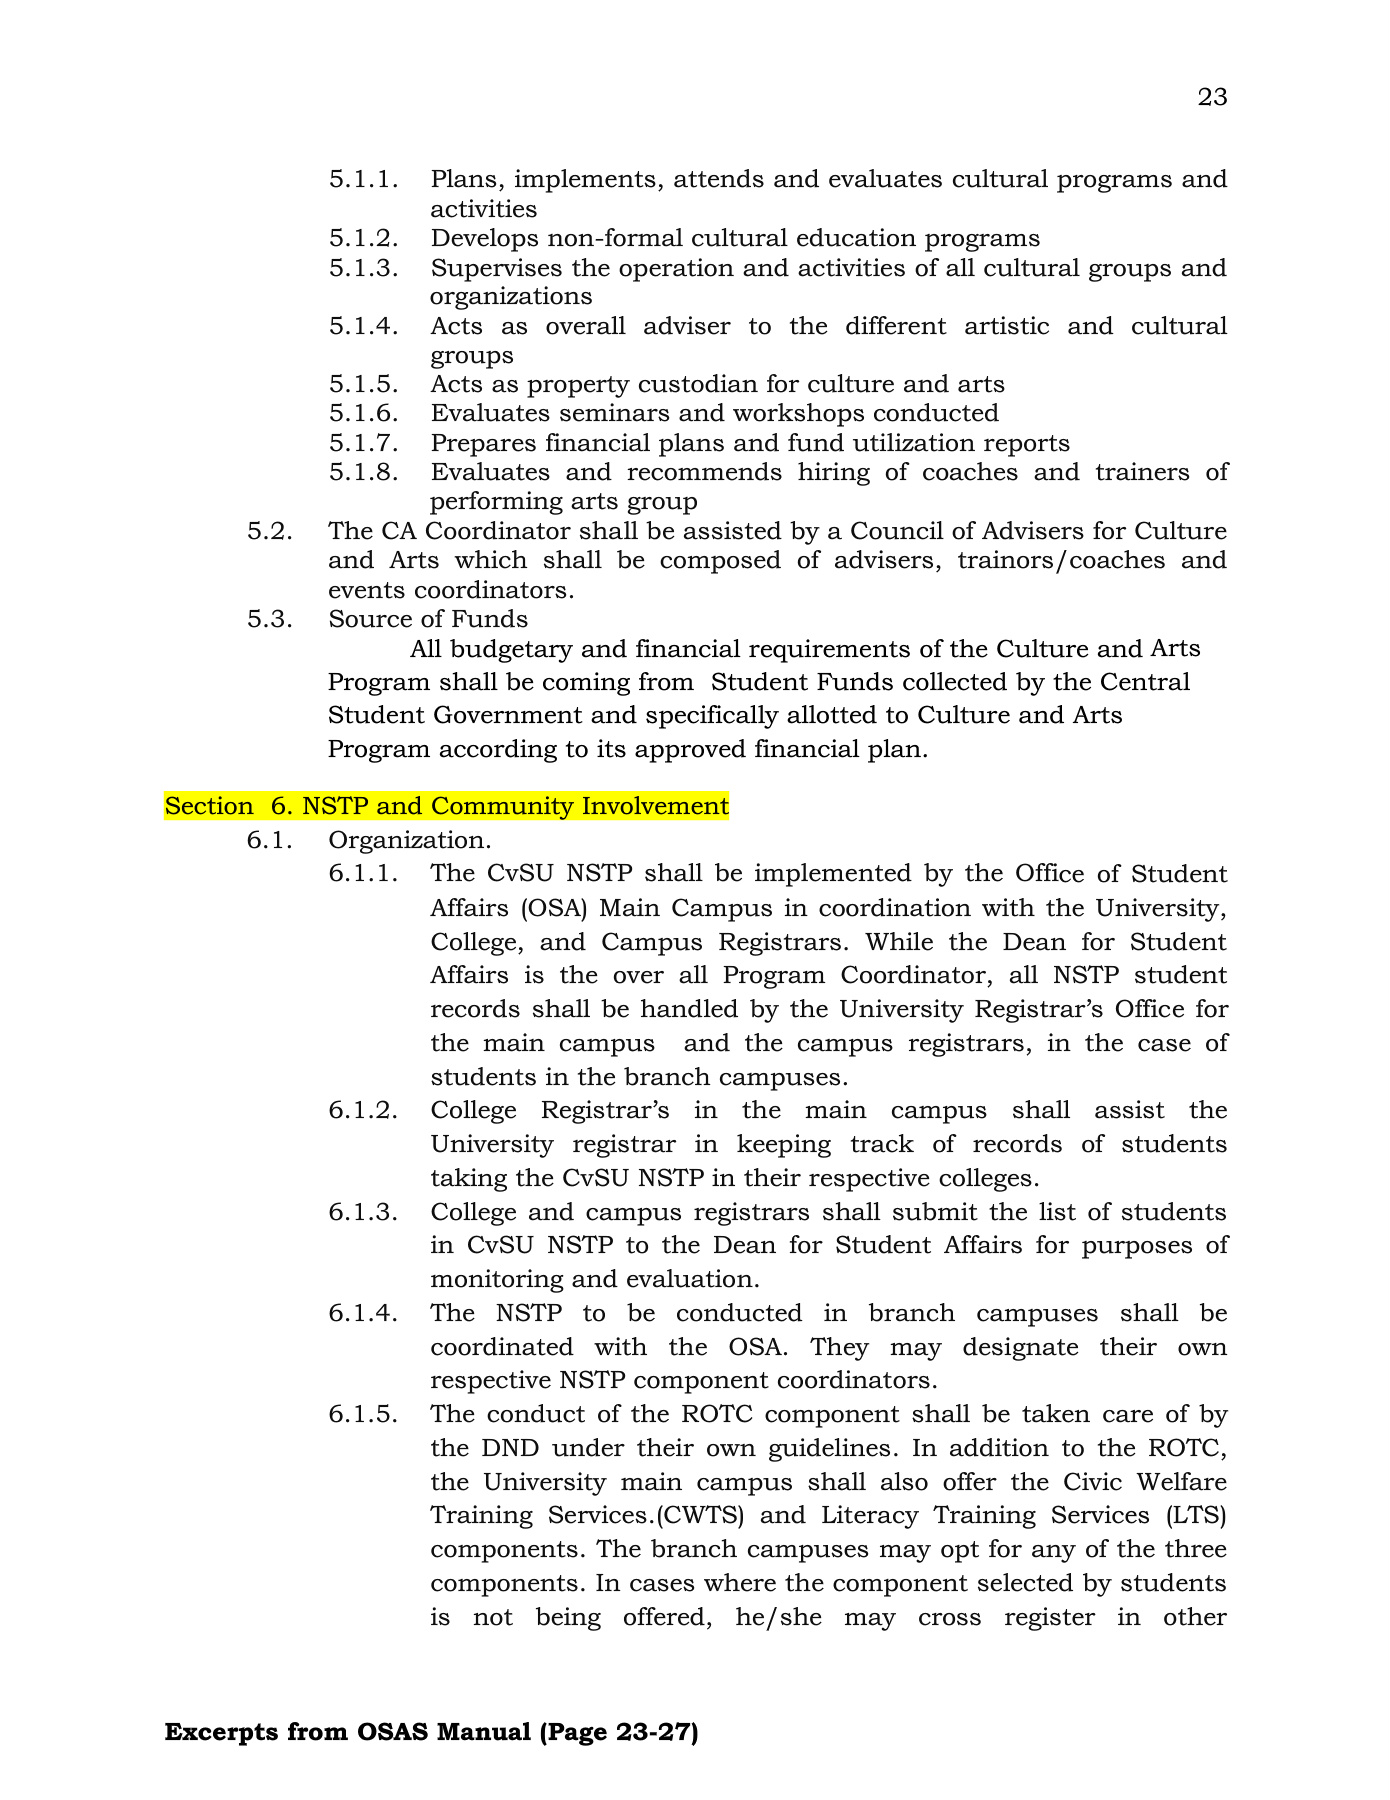 23
5.1.1. Plans, implements, attends and evaluates cultural programs and
activities
5.1.2. Develops non-formal cultural education programs
5.1.3. Supervises the operation and activities of all cultural groups and
organizations
5.1.4. Acts as overall adviser to the different artistic and cultural
groups
5.1.5. Acts as property custodian for culture and arts
5.1.6. Evaluates seminars and workshops conducted
5.1.7. Prepares financial plans and fund utilization reports
5.1.8. Evaluates and recommends hiring of coaches and trainers of
performing arts group
5.2. The CA Coordinator shall be assisted by a Council of Advisers for Culture
and Arts which shall be composed of advisers, trainors/coaches and
events coordinators.
5.3. Source of Funds
All budgetary and financial requirements of the Culture and Arts
Program shall be coming from Student Funds collected by the Central
Student Government and specifically allotted to Culture and Arts
Program according to its approved financial plan.
Section 6. NSTP and Community Involvement
6.1. Organization.
6.1.1. The CvSU NSTP shall be implemented by the Office of Student
Affairs (OSA) Main Campus in coordination with the University,
College, and Campus Registrars. While the Dean for Student
Affairs is the over all Program Coordinator, all NSTP student
records shall be handled by the University Registrar’s Office for
the main campus and the campus registrars, in the case of
students in the branch campuses.
6.1.2. College Registrar’s in the main campus shall assist the
University registrar in keeping track of records of students
taking the CvSU NSTP in their respective colleges.
6.1.3. College and campus registrars shall submit the list of students
in CvSU NSTP to the Dean for Student Affairs for purposes of
monitoring and evaluation.
6.1.4. The NSTP to be conducted in branch campuses shall be
coordinated with the OSA. They may designate their own
respective NSTP component coordinators.
6.1.5. The conduct of the ROTC component shall be taken care of by
the DND under their own guidelines. In addition to the ROTC,
the University main campus shall also offer the Civic Welfare
Training Services.(CWTS) and Literacy Training Services (LTS)
components. The branch campuses may opt for any of the three
components. In cases where the component selected by students
is not being offered, he/she may cross register in other
Excerpts from OSAS Manual (Page 23-27)